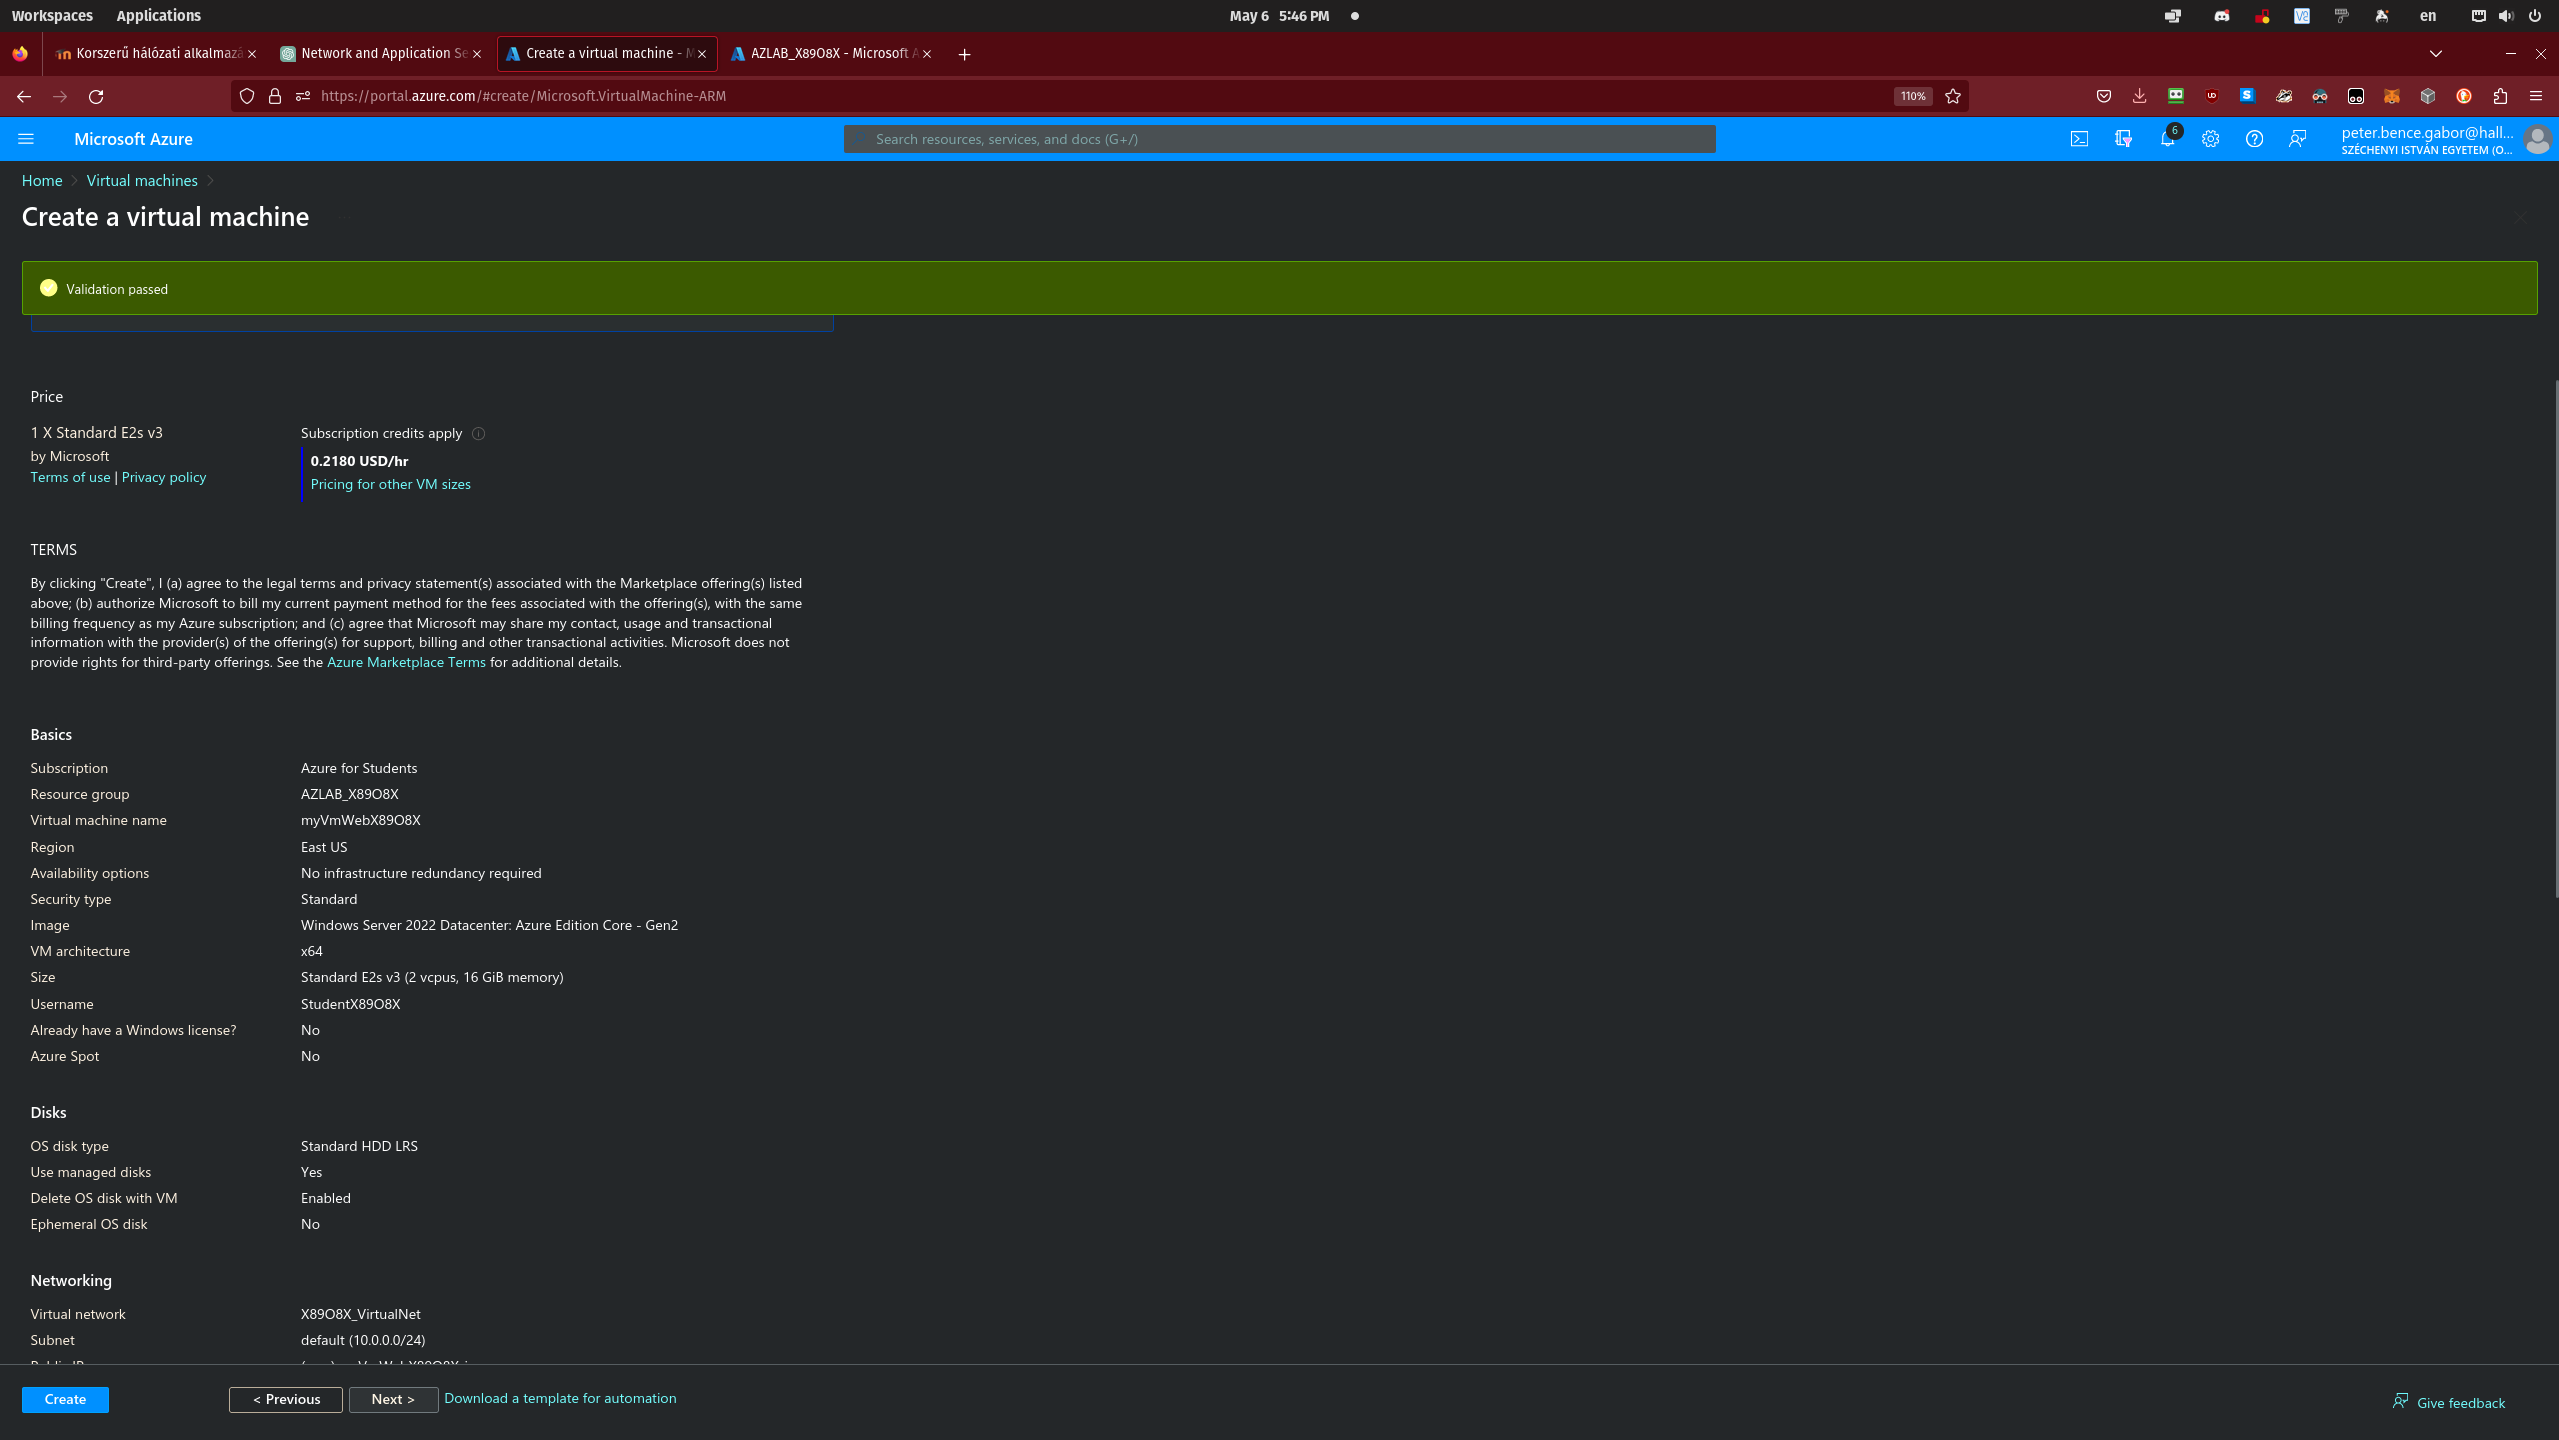 Workspaces Applications May 6 5:46 PM en
Korszerű hálózati alkalmazá Network and Application Se Create a virtual machine - M AZLAB_X89O8X - Microsoft A
https://portal.azure.com/#create/Microsoft.VirtualMachine-ARM 110%
Microsoft Azure Search resources, services, and docs (G+/) 6 peter.bence.gabor@hall...
SZÉCHENYI ISTVÁN EGYETEM (O...
Home Virtual machines
Create a virtual machine
Validation passed
Price
1 X Standard E2s v3 Subscription credits apply
by Microsoft 0.2180 USD/hr
Terms of use | Privacy policy Pricing for other VM sizes
TERMS
By clicking "Create", I (a) agree to the legal terms and privacy statement(s) associated with the Marketplace offering(s) listed
above; (b) authorize Microsoft to bill my current payment method for the fees associated with the offering(s), with the same
billing frequency as my Azure subscription; and (c) agree that Microsoft may share my contact, usage and transactional
information with the provider(s) of the offering(s) for support, billing and other transactional activities. Microsoft does not
provide rights for third-party offerings. See the Azure Marketplace Terms for additional details.
Basics
Subscription Azure for Students
Resource group AZLAB_X89O8X
Virtual machine name myVmWebX89O8X
Region East US
Availability options No infrastructure redundancy required
Security type Standard
Image Windows Server 2022 Datacenter: Azure Edition Core - Gen2
VM architecture x64
Size Standard E2s v3 (2 vcpus, 16 GiB memory)
Username StudentX89O8X
Already have a Windows license? No
Azure Spot No
Disks
OS disk type Standard HDD LRS
Use managed disks Yes
Delete OS disk with VM Enabled
Ephemeral OS disk No
Networking
Virtual network X89O8X_VirtualNet
Subnet default (10.0.0.0/24)
Create < Previous Next > Download a template for automation Give feedback